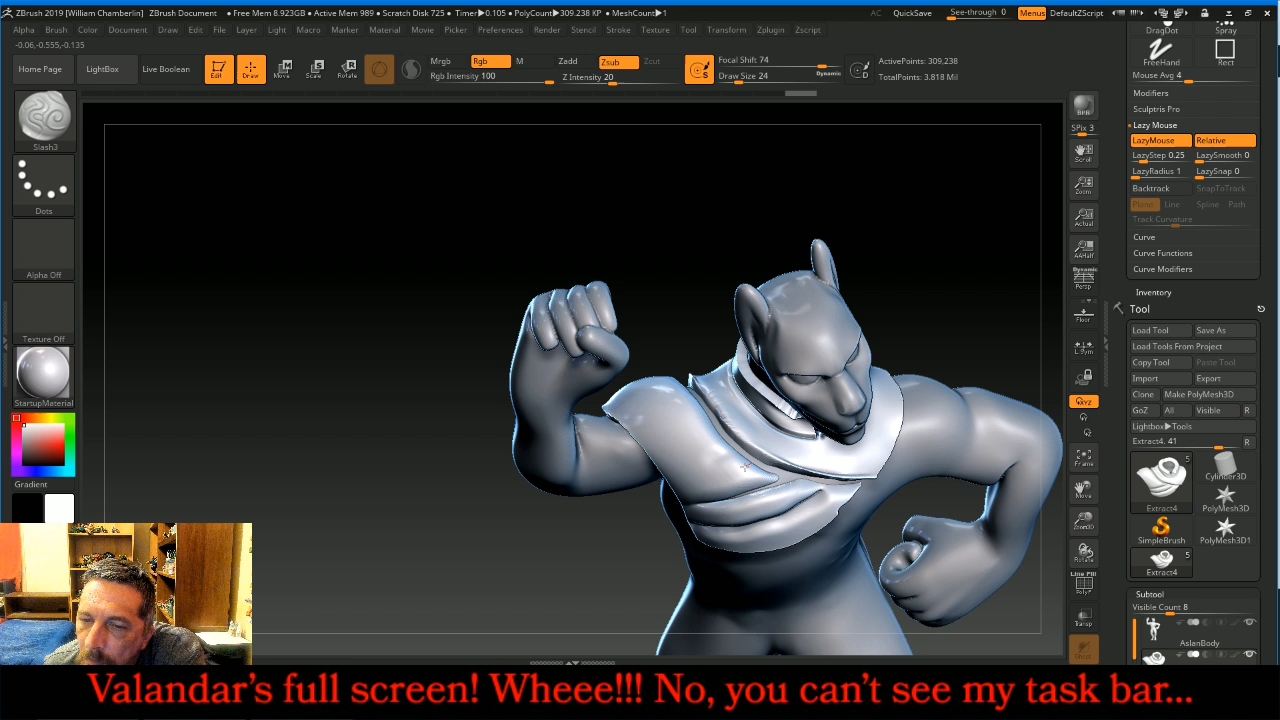 ZBrush 2019 [William Chamberlin] ZBrush Document • Free Mem 8.923GB • Active Mem 989 • Scratch Disk 725 • Timer▶0.105 • PolyCount▶309.238 KP • MeshCount▶1 AC QuickSave See-through 0 Menus DefaultZScript
Alpha Brush Color Document Draw Edit File Layer Light Macro Marker Material Movie Picker Preferences Render Stencil Stroke Texture Tool Transform Zplugin Zscript
-0.06,-0.555,-0.135
Home Page LightBox Live Boolean Edit Draw Move Scale Rotate
Mrgb Rgb M Zadd Zsub Zcut
Rgb Intensity 100 Z Intensity 20
Focal Shift 74
Draw Size 24 Dynamic
S
D
ActivePoints: 309,238
TotalPoints: 3.818 Mil
Slash3
Dots
Alpha Off
Texture Off
StartupMaterial
BPR
SPix 3
Scroll
Zoom
Actual
AAHalf
Dynamic
Persp
Floor
L.Sym
XYZ
Frame
Move
Zoom3D
Rotate
Line Fill
PolyF
Transp
DragDot Spray
FreeHand Rect
Mouse Avg 4
Modifiers
Sculptris Pro
Lazy Mouse
LazyMouse Relative
LazyStep 0.25 LazySmooth 0
LazyRadius 1 LazySnap 0
Backtrack SnapToTrack
Plane Line Spline Path
Track Curvature
Curve
Curve Functions
Curve Modifiers
Inventory
Tool
Load Tool Save As
Load Tools From Project
Copy Tool Paste Tool
Import Export
Clone Make PolyMesh3D
GoZ All Visible R
Lightbox▶Tools
Extract4. 41 R
5
Extract4 Cylinder3D
PolyMesh3D
SimpleBrush PolyMesh3D1
5
Extract4
Subtool
Visible Count 8
AslanBody
Valandar's full screen! Wheee!!! No, you can't see my task bar...